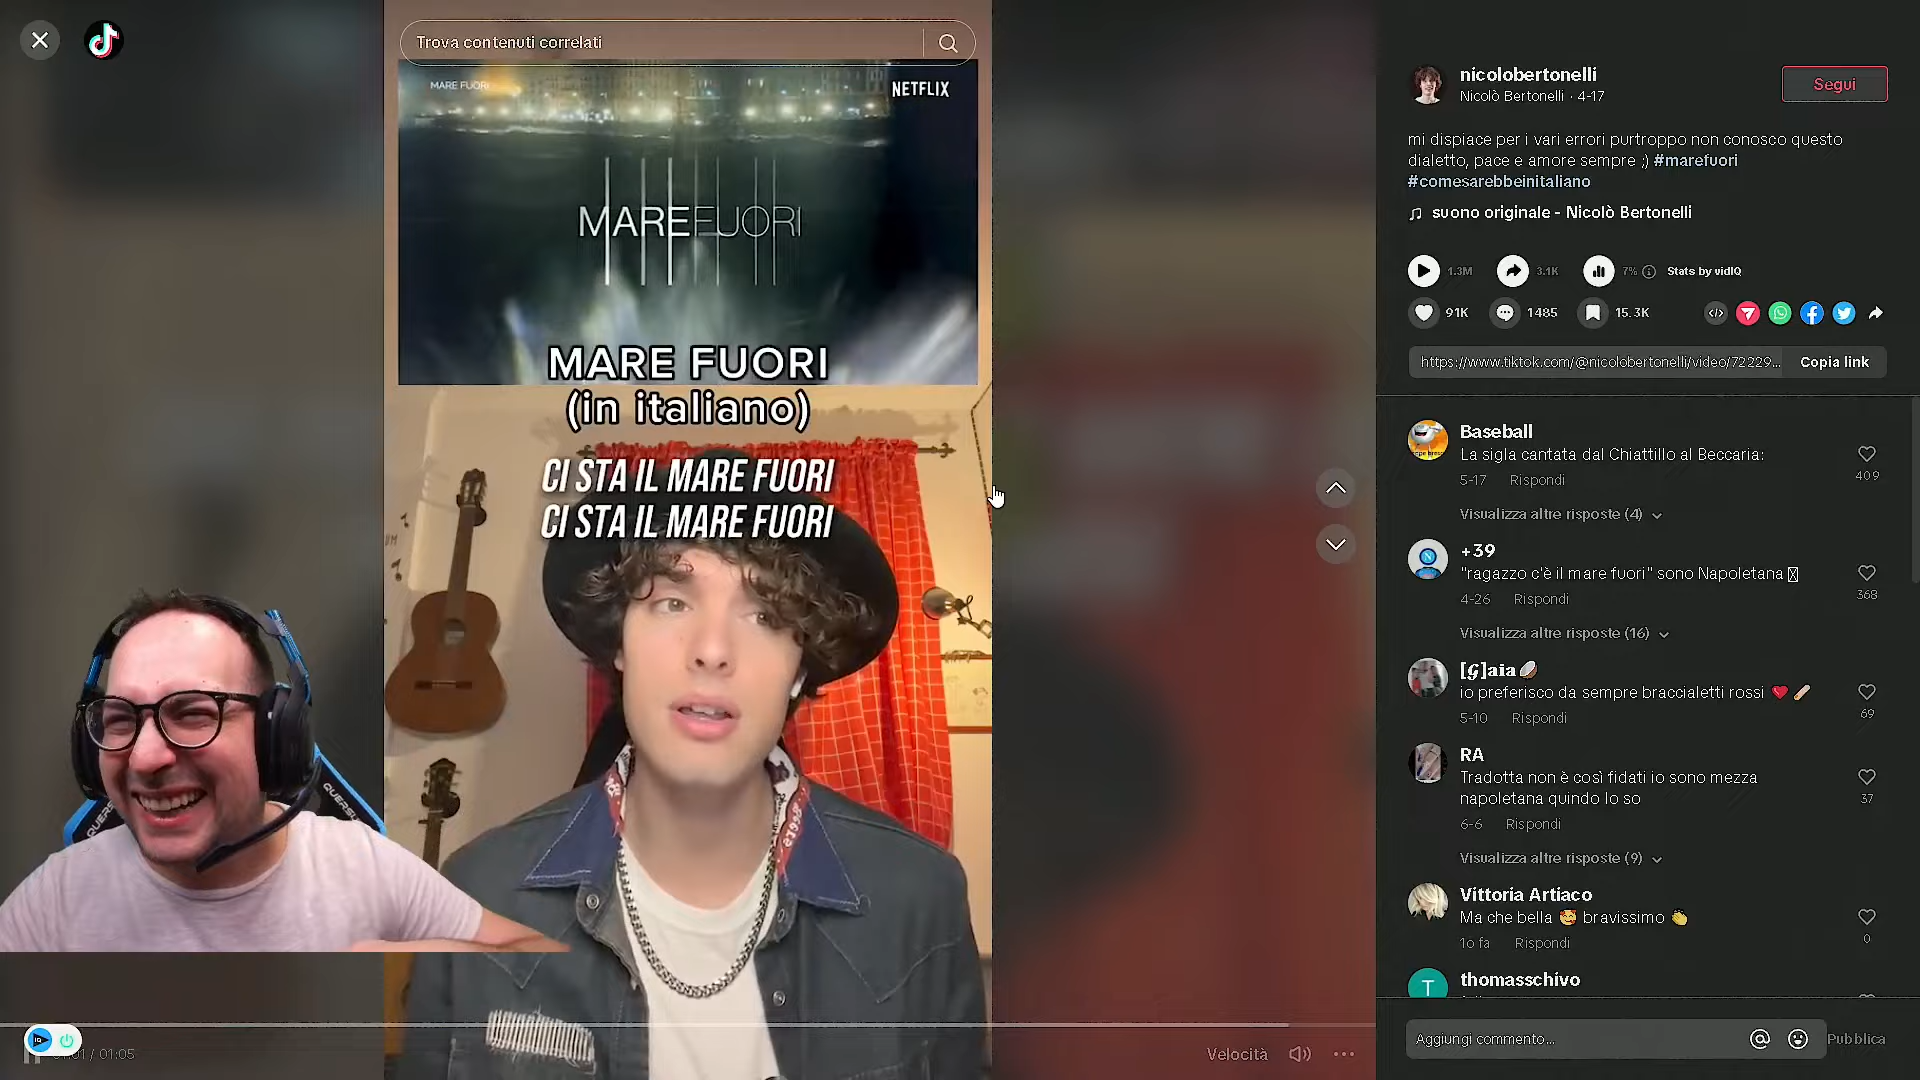 Trova contenuti correlati
MARE FUORI
NETFLIX
MAREFUORI
MARE FUORI
(in italiano)
CI STA IL MARE FUORI
CI STA IL MARE FUORI
/ 01:05
Velocità
nicolobertonelli
Nicolò Bertonelli · 4-17
Segui
mi dispiace per i vari errori purtroppo non conosco questo
dialetto, pace e amore sempre ;) #marefuori
#comesarebbeinitaliano
suono originale - Nicolò Bertonelli
1.3M 3.1K 7% Stats by vidIQ
91K 1485 15.3K
https://www.tiktok.com/@nicolobertonelli/video/72229... Copia link
Baseball
La sigla cantata dal Chiattillo al Beccaria:
5-17 Rispondi
409
Visualizza altre risposte (4)
+39
"ragazzo c'è il mare fuori" sono Napoletana
4-26 Rispondi
368
Visualizza altre risposte (16)
[𝓖]𝐚𝐢𝐚🥥
io preferisco da sempre braccialetti rossi ❤️🩹
5-10 Rispondi
69
RA
Tradotta non è così fidati io sono mezza
napoletana quindo lo so
37
6-6 Rispondi
Visualizza altre risposte (9)
Vittoria Artiaco
Ma che bella 🥰 bravissimo 👏
1o fa Rispondi
0
T
thomasschivo
Aggiungi commento...
Pubblica